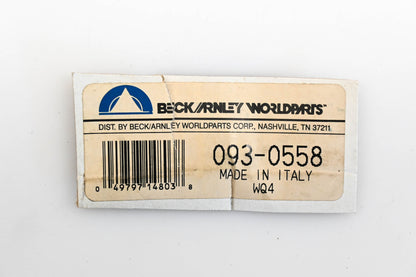 BECK/ARNLEY WORLDPARTS
DIST. BY BECK/ARNLEY WORLDPARTS CORP., NASHVILLE, TN 37211
093-0558
MADE IN ITALY
WQ4
0 49797 14803 8